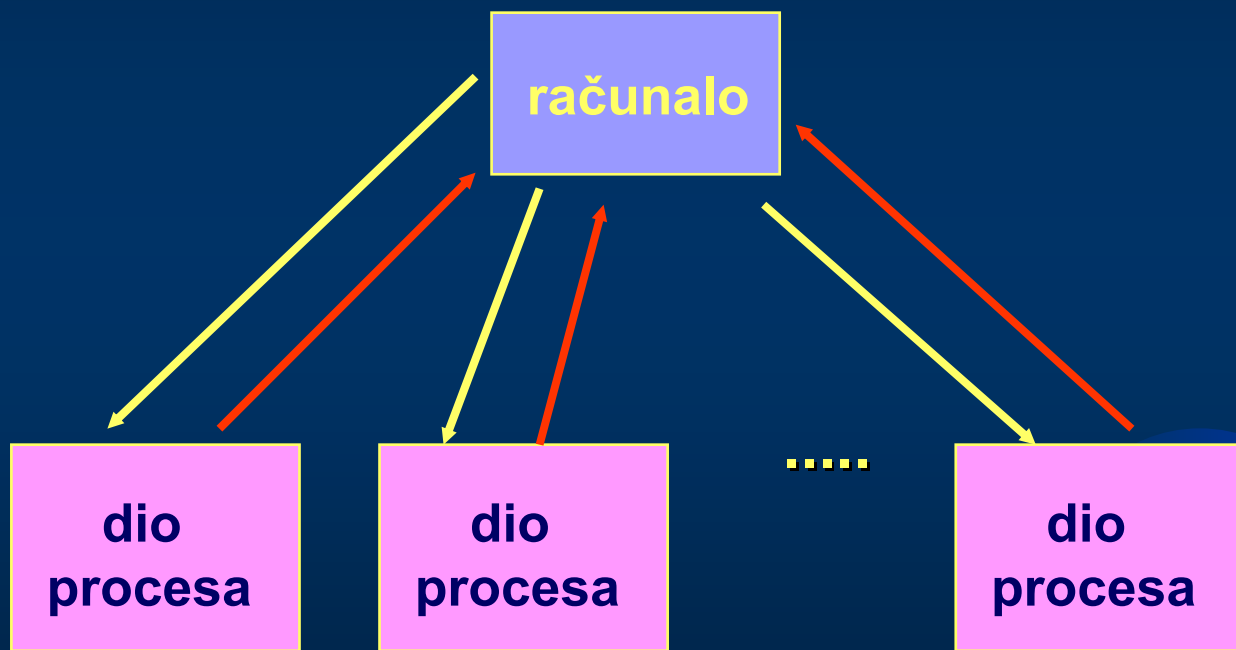 računalo
.....
dio
procesa
dio
procesa
dio
procesa